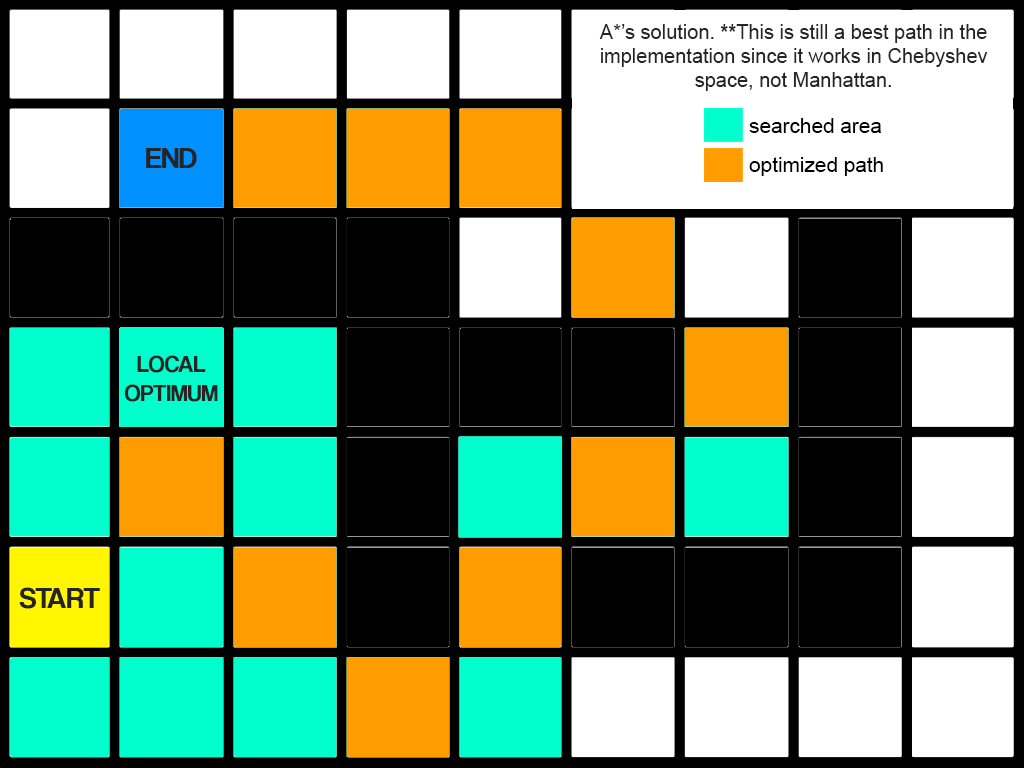 A*'s solution. **This is still a best path in the
implementation since it works in Chebyshev
space, not Manhattan.
searched area
END
optimized path
LOCAL
OPTIMUM
START